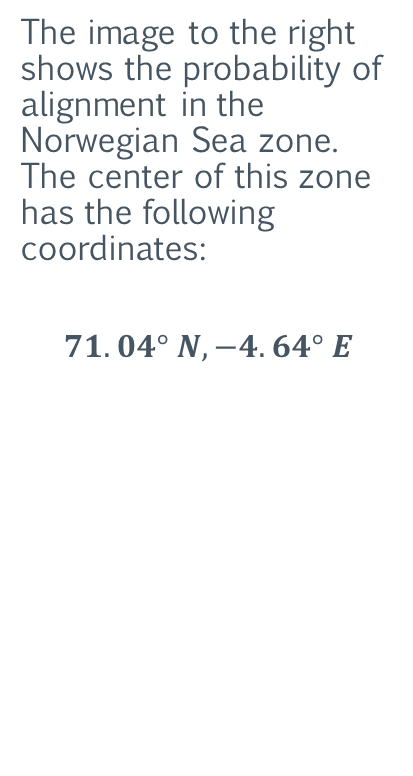 The image to the right
shows the probability of
alignment in the
Norwegian Sea zone.
The center of this zone
has the following
coordinates:
71.04° N, −4.64° E